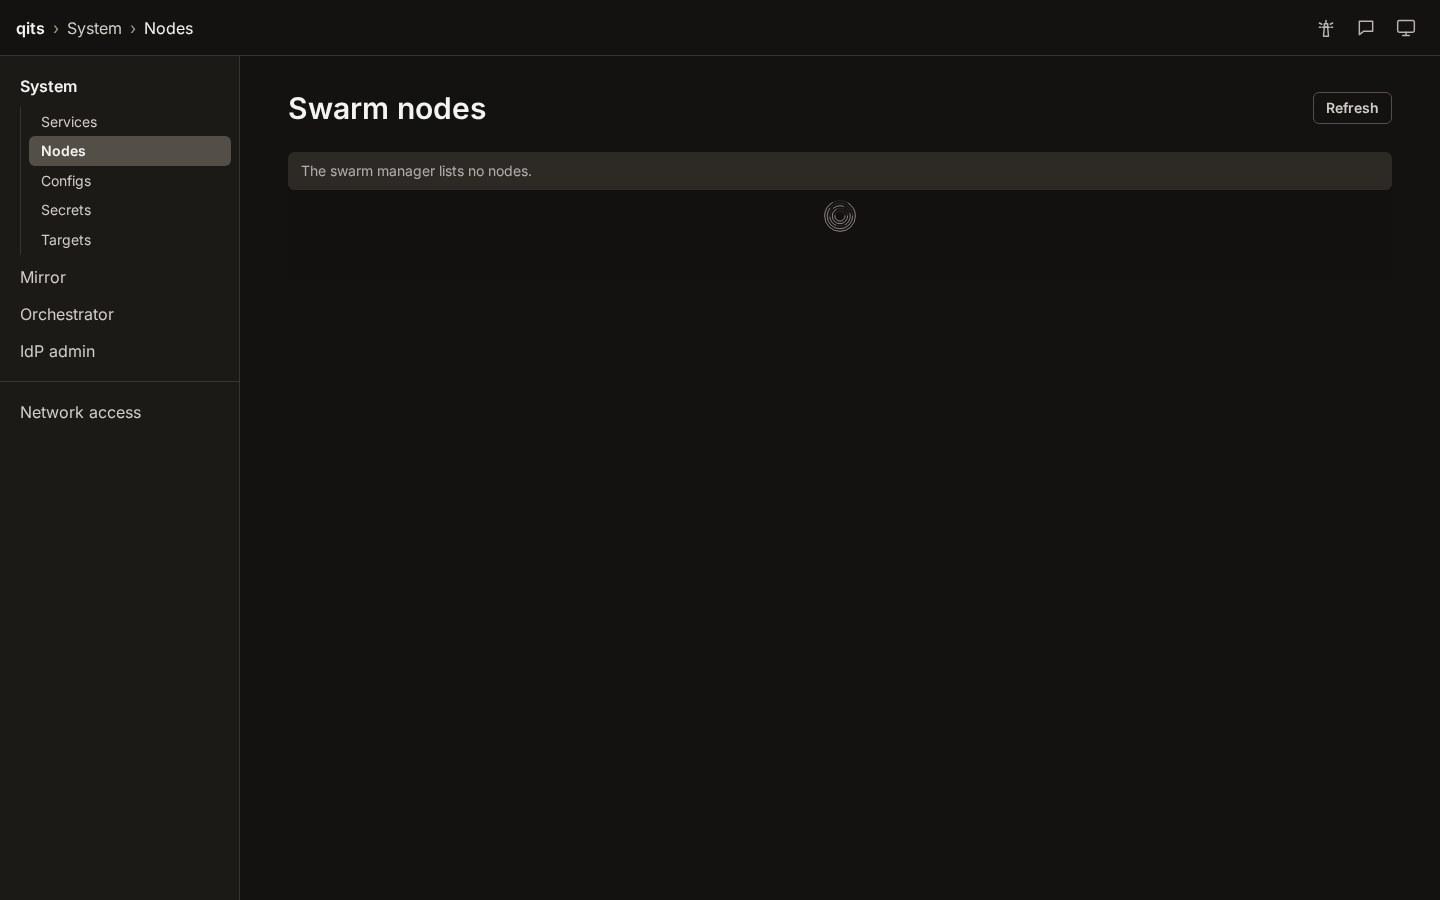 qits › System › Nodes
System
Services
Nodes
Configs
Secrets
Targets
Mirror
Orchestrator
IdP admin
Network access
Swarm nodes
Refresh
The swarm manager lists no nodes.